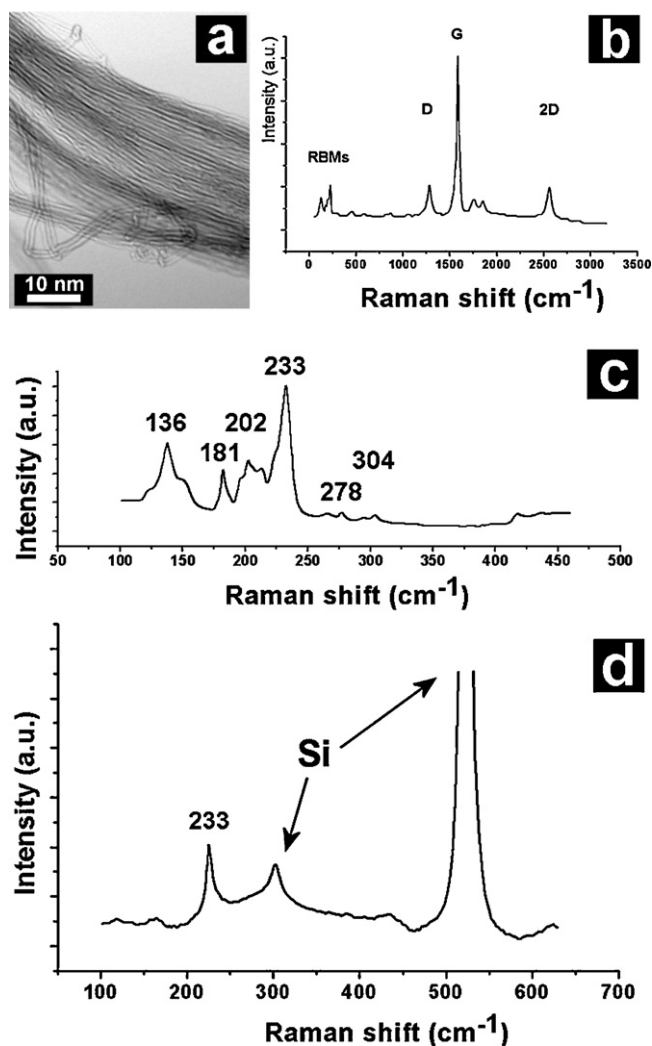 a
10 nm
b
Intensity (a.u.)
G
D
2D
RBMs
0 500 1000 1500 2000 2500 3000 3500
Raman shift (cm-1)
c
Intensity (a.u.)
233
136
202
181
304
278
50 100 150 200 250 300 350 400 450 500
Raman shift (cm-1)
d
Intensity (a.u.)
Si
233
100 200 300 400 500 600 700
Raman shift (cm-1)